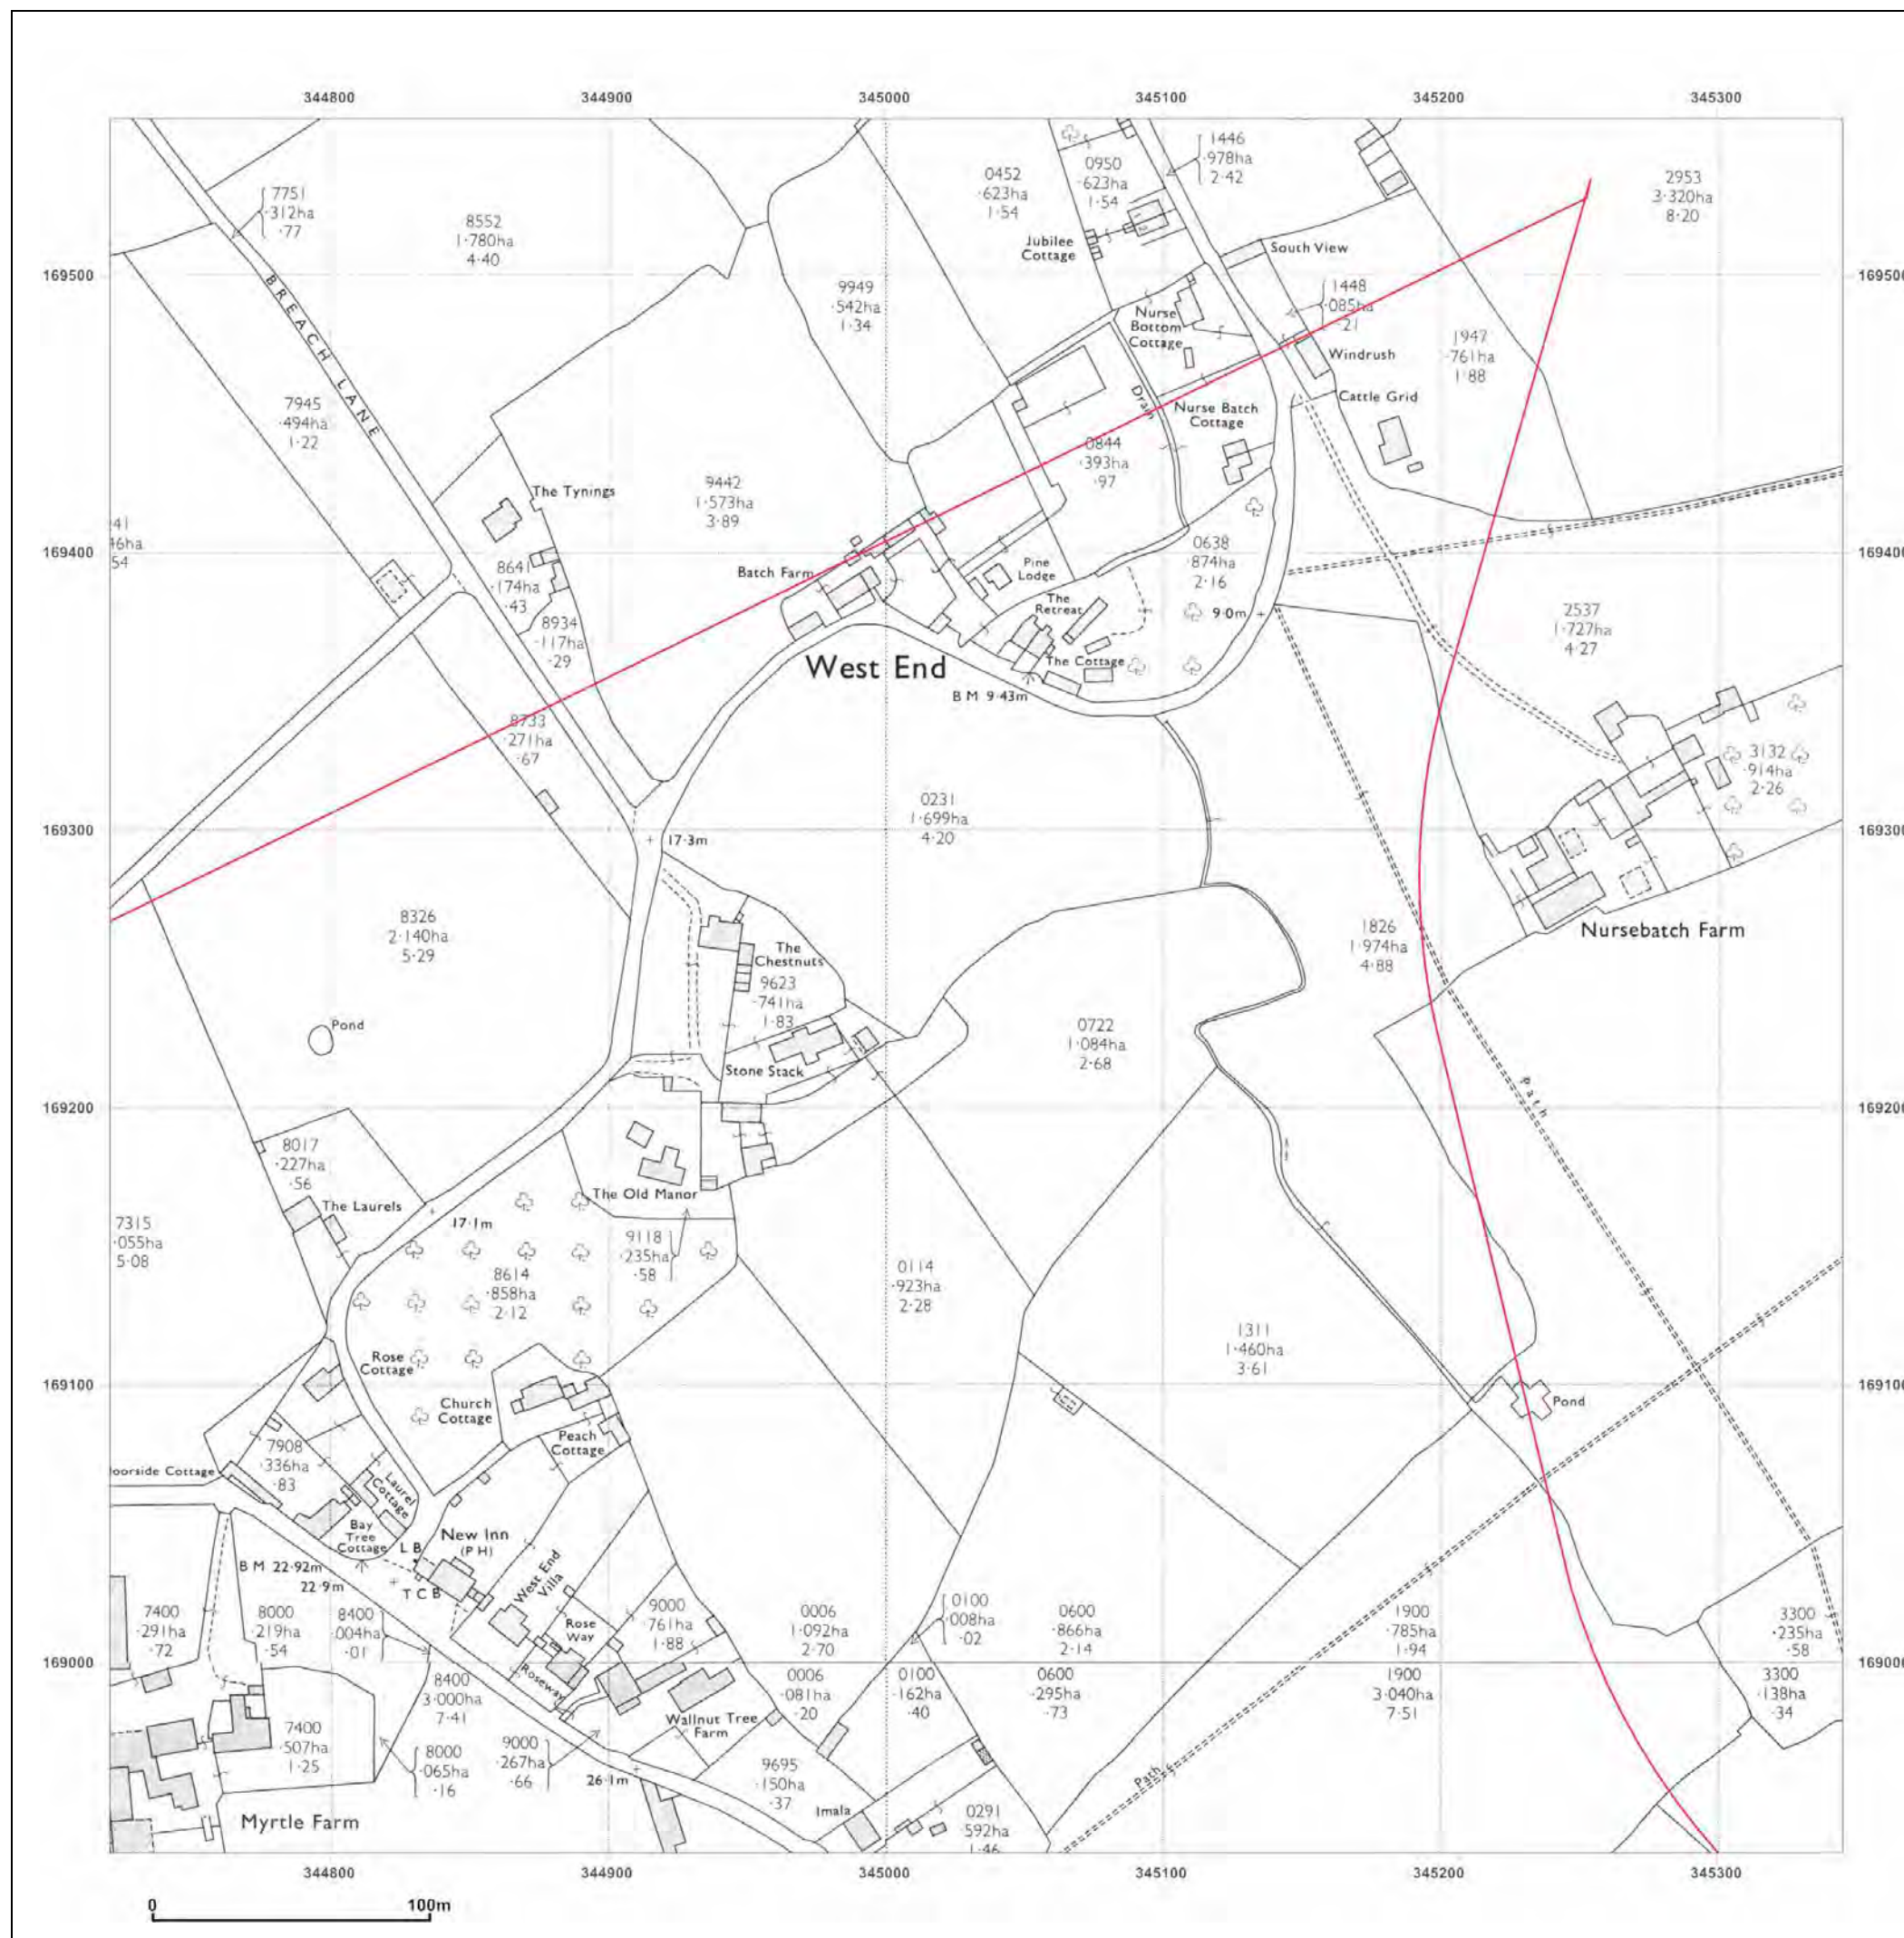 344800 344900 345000 345100 345200 345300
1446
·978ha
2·42
0950
·623ha
1·54
0452
·623ha
1·54
2953
3·320ha
8·20
7751
·312ha
·77
8552
1·780ha
4·40
Jubilee
Cottage
South View
169500
BREACH LANE
9949
·542ha
1·34
1448
·085ha
·21
Nurse
Bottom
Cottage
1947
·761ha
1·88
Windrush
Cattle Grid
Drain
7945
·494ha
1·22
Nurse Batch
Cottage
0844
·393ha
·97
The Tynings
9442
1·573ha
3·89
169400
8641
·174ha
·43
0638
·874ha
2·16
Batch Farm
Pine
Lodge
The
Retreat
9·0m
2537
1·727ha
4·27
8934
·117ha
·29
West End
The Cottage
B M 9·43m
8733
·271ha
·67
3132
·914ha
2·26
0231
1·699ha
4·20
17·3m
169300
8326
2·140ha
5·29
1826
1·974ha
4·88
Nursebatch Farm
The
Chestnuts
9623
·741ha
1·83
Pond
0722
1·084ha
2·68
Stone Stack
Path
169200
8017
·227ha
·56
The Laurels
The Old Manor
17·1m
7315
·055ha
5·08
9118
·235ha
·58
8614
·858ha
2·12
0114
·923ha
2·28
1311
1·460ha
3·61
Rose
Cottage
169100
Church
Cottage
Pond
Peach
Cottage
7908
·336ha
·83
oorside Cottage
Laurel
Cottage
Bay
Tree
Cottage
L B
New Inn
(P H)
B M 22·92m
22·9m
T C B
West End
Villa
Rose
Way
Roseway
7400
·291ha
·72
8000
·219ha
·54
8400
·004ha
·01
9000
·761ha
1·88
0006
1·092ha
2·70
0100
·008ha
·02
0600
·866ha
2·14
1900
·785ha
1·94
3300
·235ha
·58
169000
8400
3·000ha
7·41
0006
·081ha
·20
0100
·162ha
·40
0600
·295ha
·73
1900
3·040ha
7·51
3300
·138ha
·34
Wallnut Tree
Farm
7400
·507ha
1·25
8000
·065ha
·16
9000
·267ha
·66
26·1m
9695
·150ha
·37
Path
Imala
0291
592ha
1·46
Myrtle Farm
344800 344900 345000 345100 345200 345300
0 100m